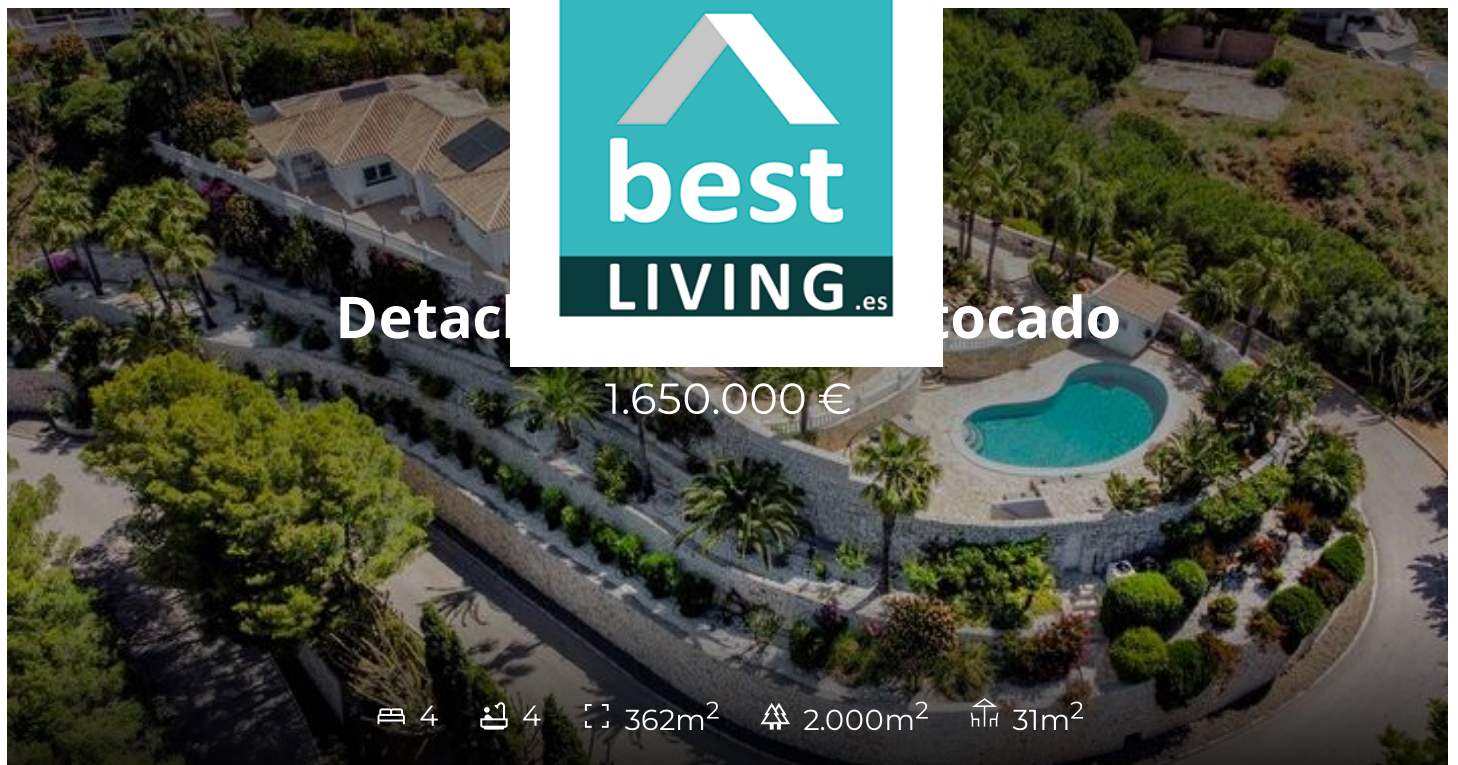 best
LIVING.es
Detach tocado
1.650.000 €
4 4 362m² 2.000m² 31m²